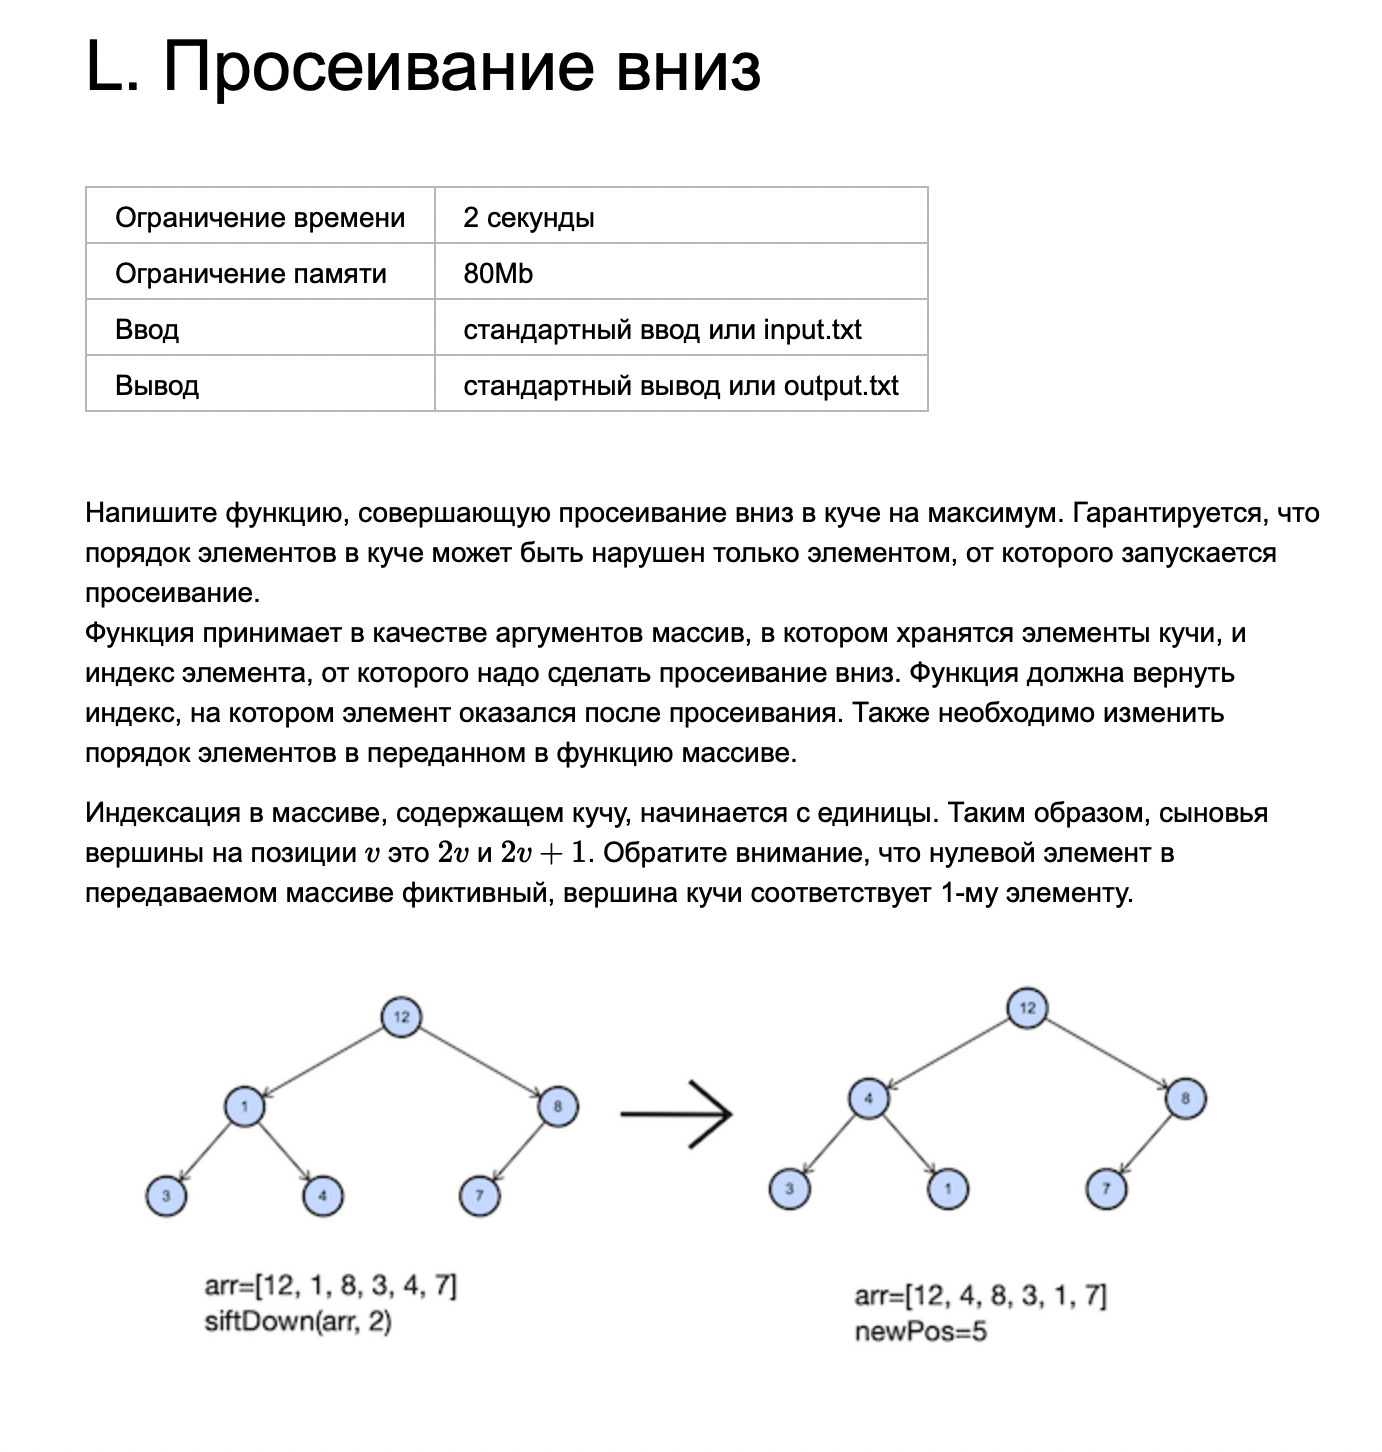 L. Просеивание вниз
Ограничение времени 2 секунды
Ограничение памяти 80Mb
Ввод стандартный ввод или input.txt
Вывод стандартный вывод или output.txt
Напишите функцию, совершающую просеивание вниз в куче на максимум. Гарантируется, что
порядок элементов в куче может быть нарушен только элементом, от которого запускается
просеивание.
Функция принимает в качестве аргументов массив, в котором хранятся элементы кучи, и
индекс элемента, от которого надо сделать просеивание вниз. Функция должна вернуть
индекс, на котором элемент оказался после просеивания. Также необходимо изменить
порядок элементов в переданном в функцию массиве.
Индексация в массиве, содержащем кучу, начинается с единицы. Таким образом, сыновья
вершины на позиции v это 2v и 2v + 1. Обратите внимание, что нулевой элемент в
передаваемом массиве фиктивный, вершина кучи соответствует 1-му элементу.
12
1 8
3 4 7
arr=[12, 1, 8, 3, 4, 7]
siftDown(arr, 2)
12
4 8
3 1 7
arr=[12, 4, 8, 3, 1, 7]
newPos=5